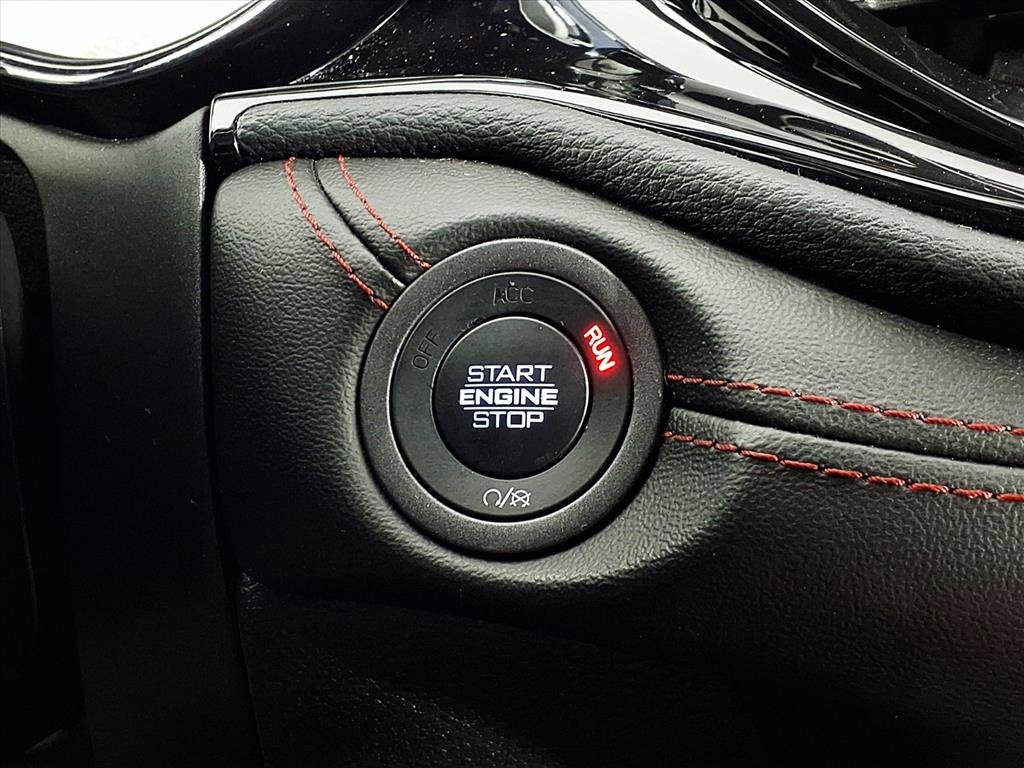 OFF
ACC
RUN
START
ENGINE
STOP